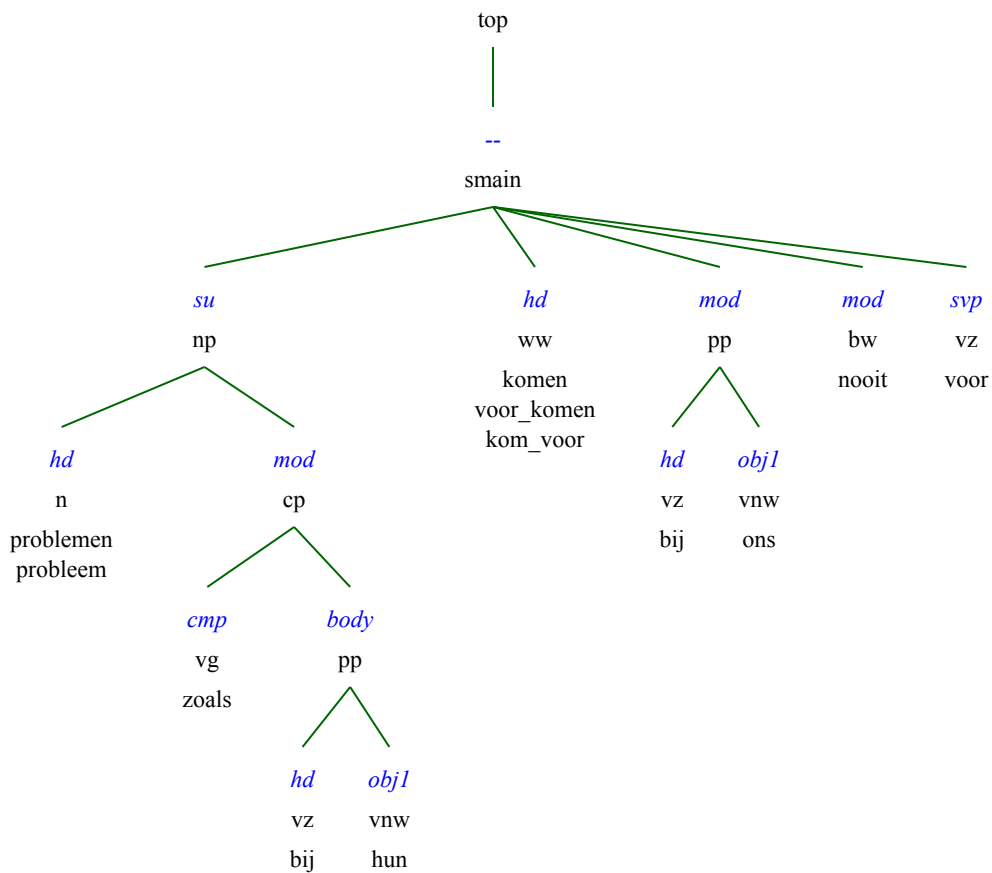 top
--
smain
su hd mod mod svp
np ww pp bw vz
komen nooit voor
voor_komen
kom_voor
hd mod hd obj1
n cp vz vnw
problemen bij ons
probleem
cmp body
vg pp
zoals
hd obj1
vz vnw
bij hun